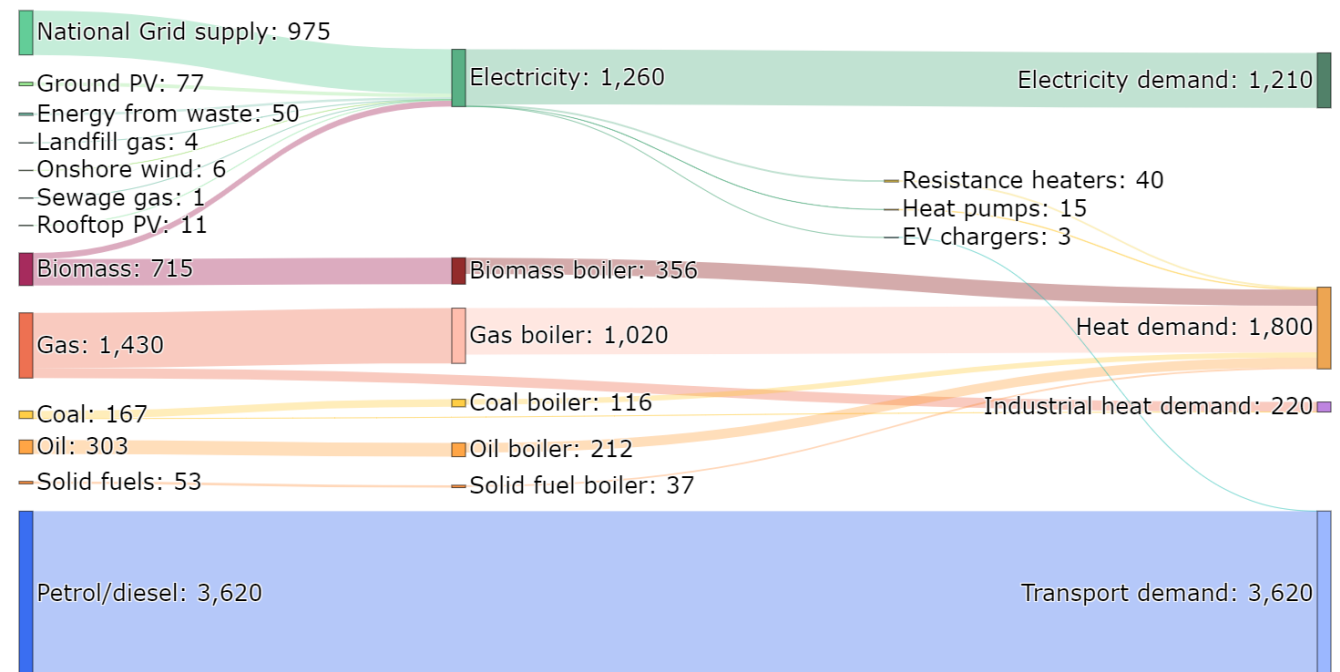 National Grid supply: 975
Ground PV: 77
Energy from waste: 50
Landfill gas: 4
Onshore wind: 6
Sewage gas: 1
Rooftop PV: 11
Biomass: 715
Gas: 1,430
Coal: 167
Oil: 303
Solid fuels: 53
Petrol/diesel: 3,620
Electricity: 1,260
Biomass boiler: 356
Gas boiler: 1,020
Coal boiler: 116
Oil boiler: 212
Solid fuel boiler: 37
Resistance heaters: 40
Heat pumps: 15
EV chargers: 3
Electricity demand: 1,210
Heat demand: 1,800
Industrial heat demand: 220
Transport demand: 3,620